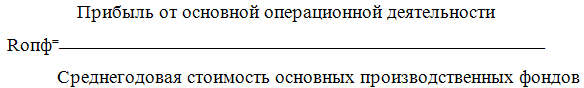 Прибыль от основной операционной деятельности
Rопф=
Среднегодовая стоимость основных производственных фондов